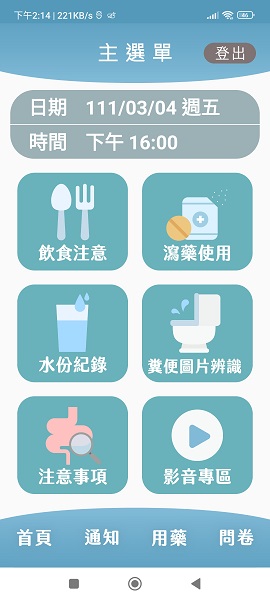 下午2:14 | 221KB/s
主選單
登出
日期 111/03/04 週五
時間 下午 16:00
飲食注意
瀉藥使用
水份紀錄
糞便圖片辨識
注意事項
影音專區
首頁 通知 用藥 問卷